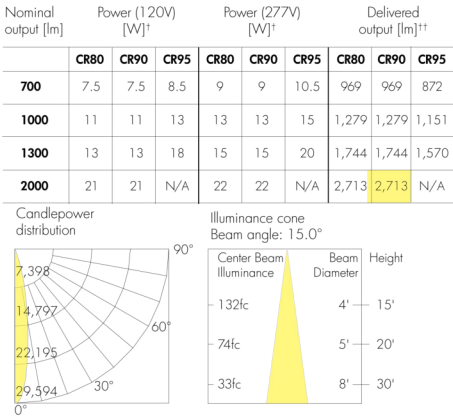 Nominal output [lm] Power (120V) [W]† Power (277V) [W]† Delivered output [lm]††
CR80 CR90 CR95 CR80 CR90 CR95 CR80 CR90 CR95
700 7.5 7.5 8.5 9 9 10.5 969 969 872
1000 11 11 13 13 13 15 1,279 1,279 1,151
1300 13 13 18 15 15 20 1,744 1,744 1,570
2000 21 21 N/A 22 22 N/A 2,713 2,713 N/A
Candlepower
distribution
90°
7,398
14,797
60°
22,195
30°
29,594
0°
Illuminance cone
Beam angle: 15.0°
Center Beam Illuminance Beam Diameter Height
132fc 4' 15'
74fc 5' 20'
33fc 8' 30'